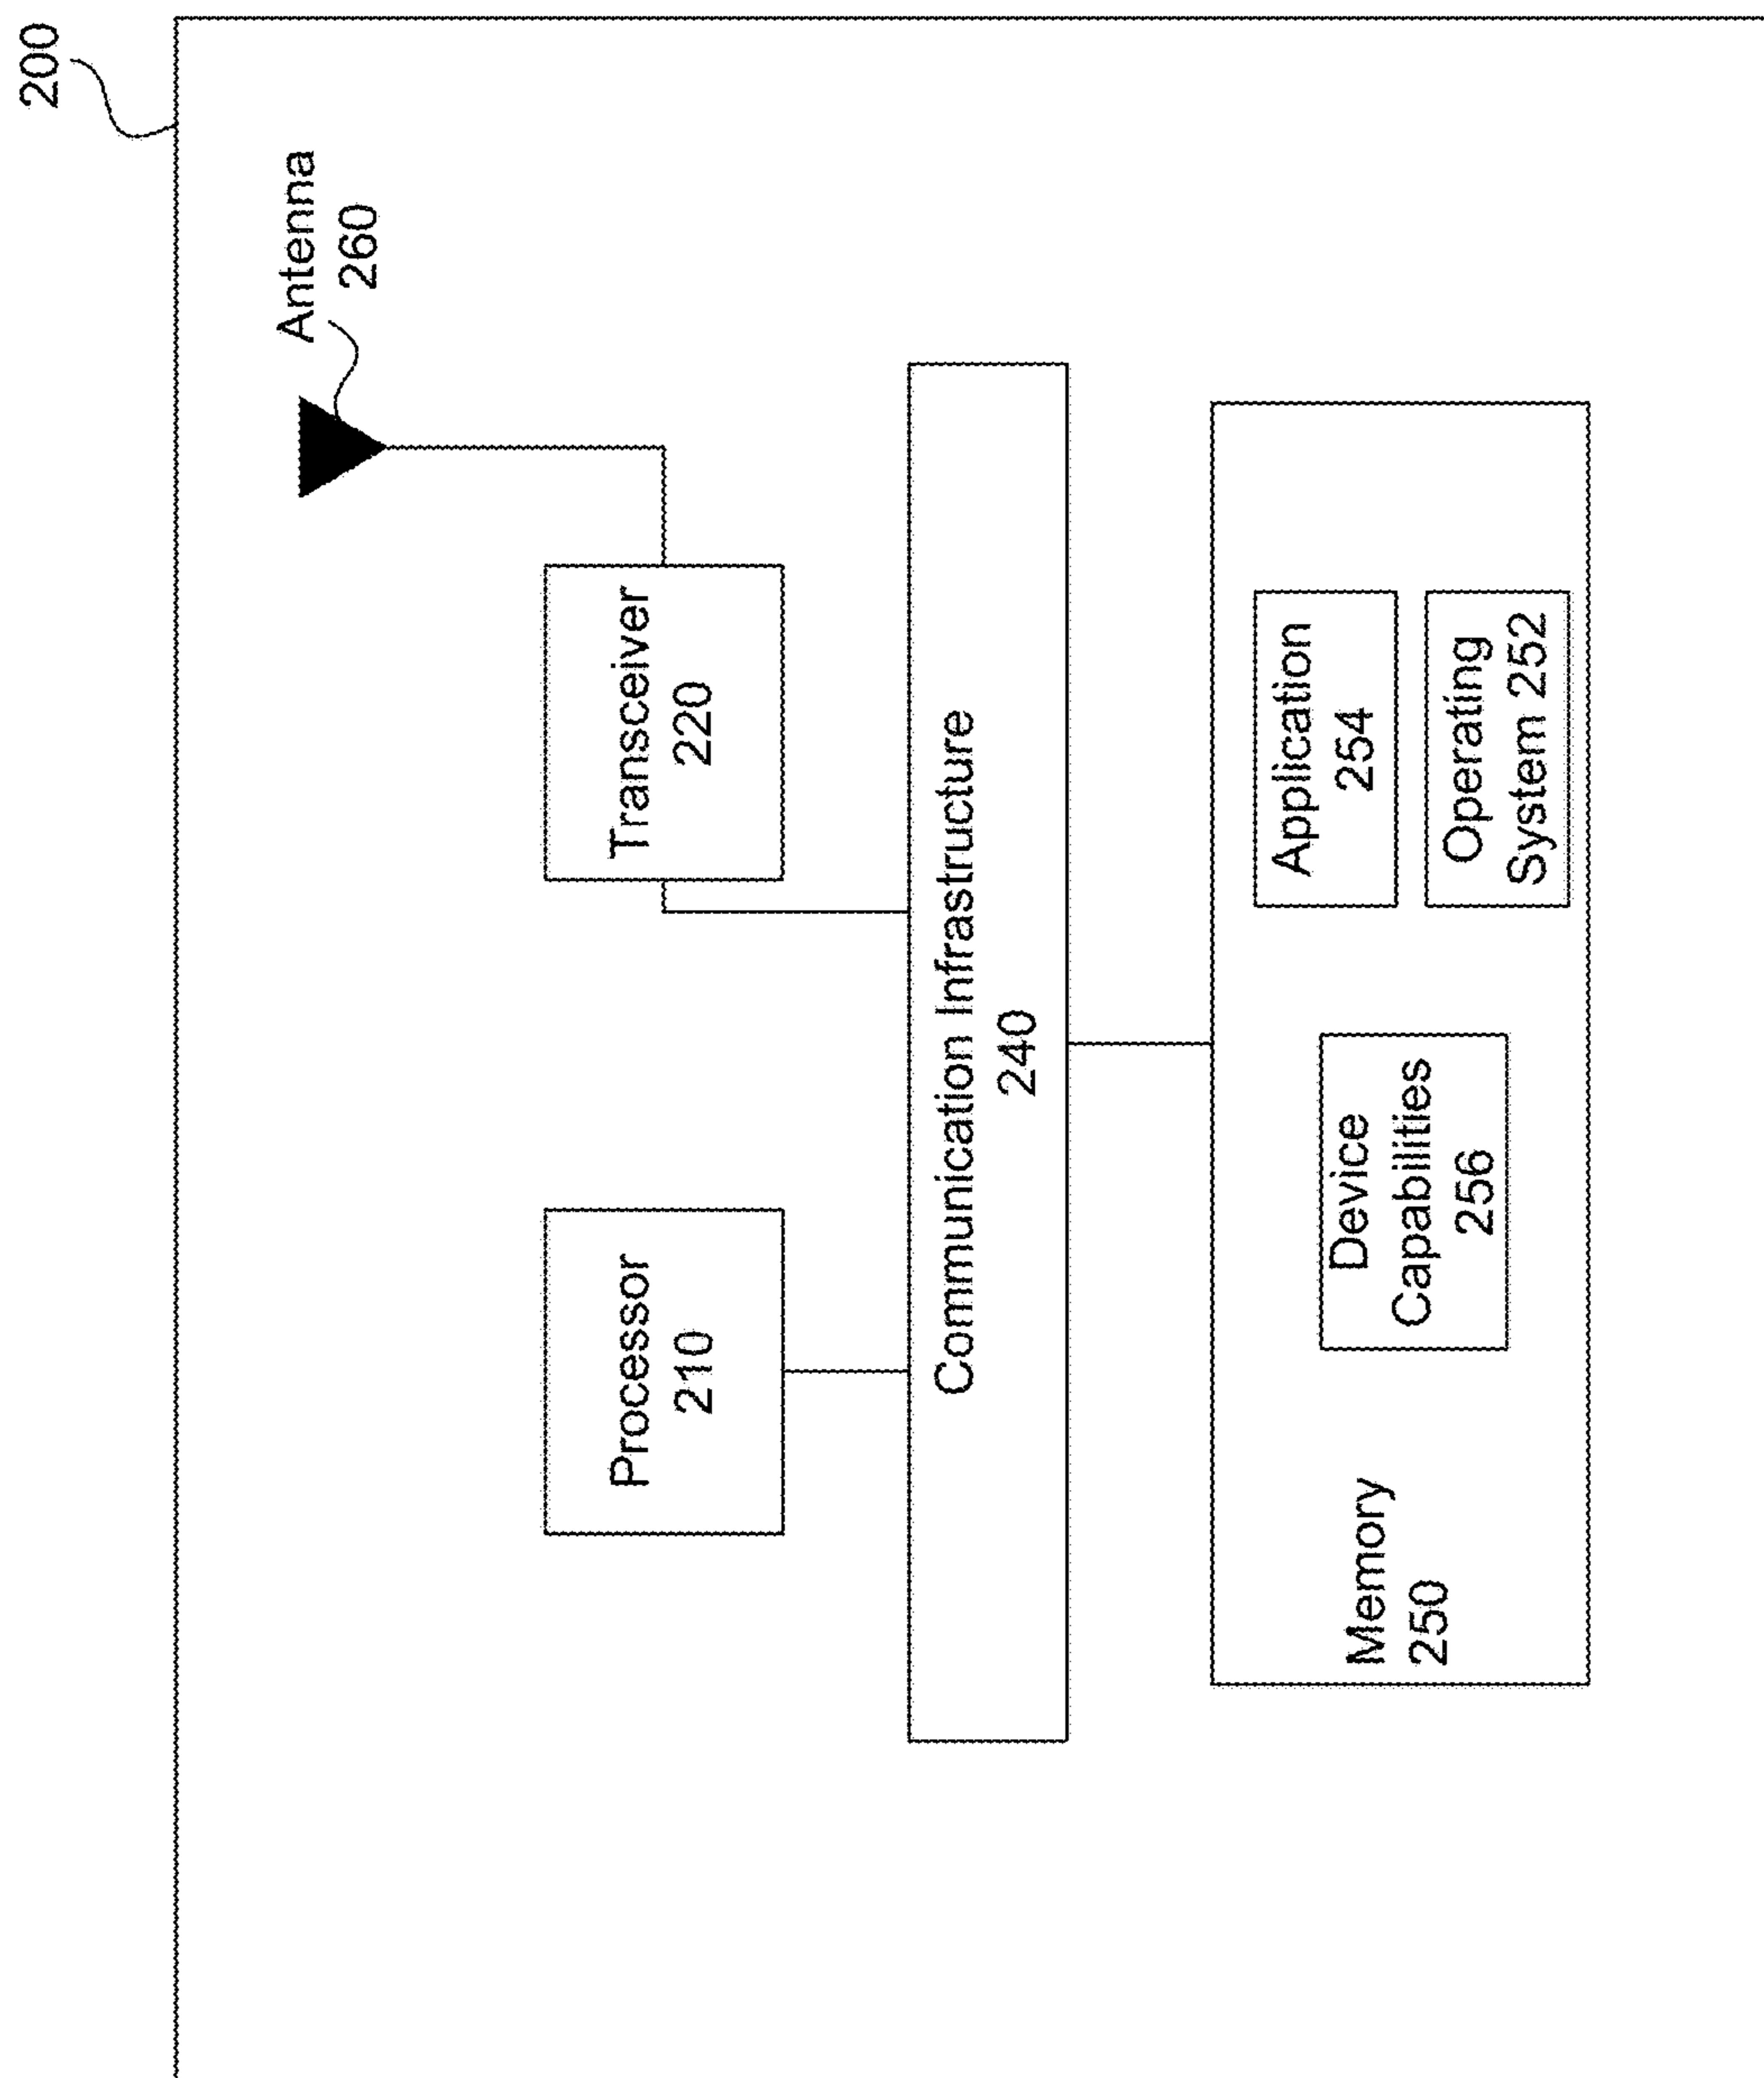 200
Antenna
260
Processor
210
Transceiver
220
Communication Infrastructure
240
Memory
250
Device
Capabilities
256
Application
254
Operating
System 252